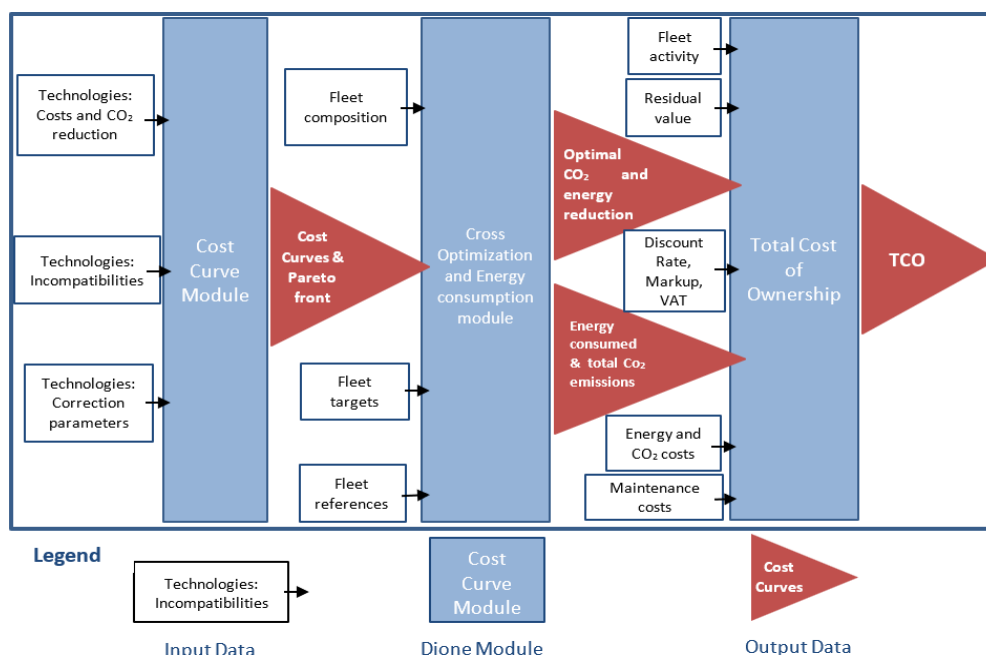 Technologies:
Costs and CO₂
reduction
Technologies:
Incompatibilities
Technologies:
Correction
parameters
Cost
Curve
Module
Cost
Curves &
Pareto
front
Fleet
composition
Fleet
targets
Fleet
references
Cross
Optimization
and Energy
consumption
module
Optimal
CO₂ and
energy
reduction
Energy
consumed
& total Co₂
emissions
Fleet
activity
Residual
value
Discount
Rate,
Markup,
VAT
Energy and
CO₂ costs
Maintenance
costs
Total Cost
of
Ownership
TCO
Legend
Technologies:
Incompatibilities
Input Data
Cost
Curve
Module
Dione Module
Cost
Curves
Output Data